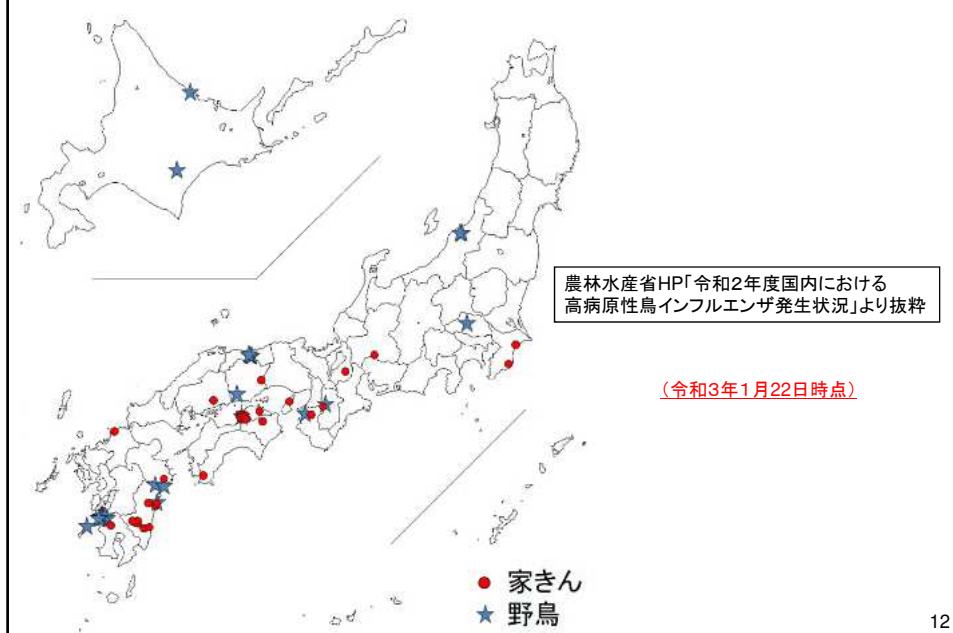 農林水産省HP「令和2年度国内における
高病原性鳥インフルエンザ発生状況」より抜粋
（令和3年1月22日時点）
家きん
野鳥
12